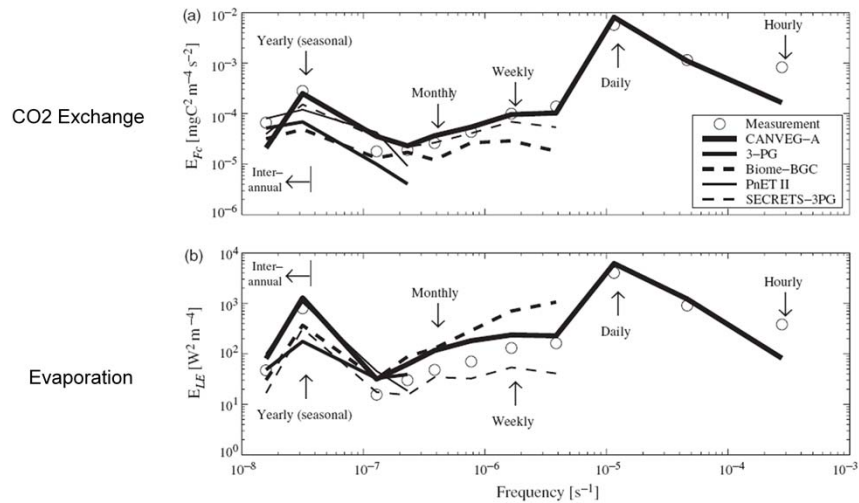 CO2 Exchange
(a)
E_Fc [mgC² m⁻⁴ s⁻²]
10⁻²
10⁻³
10⁻⁴
10⁻⁵
10⁻⁶
Yearly (seasonal)
Monthly
Weekly
Daily
Hourly
Inter–
annual
Measurement
CANVEG–A
3–PG
Biome–BGC
PnET II
SECRETS–3PG
Evaporation
(b)
E_LE [W² m⁻⁴]
10⁴
10³
10²
10¹
10⁰
Inter–
annual
Yearly (seasonal)
Monthly
Weekly
Daily
Hourly
10⁻⁸ 10⁻⁷ 10⁻⁶ 10⁻⁵ 10⁻⁴ 10⁻³
Frequency [s⁻¹]